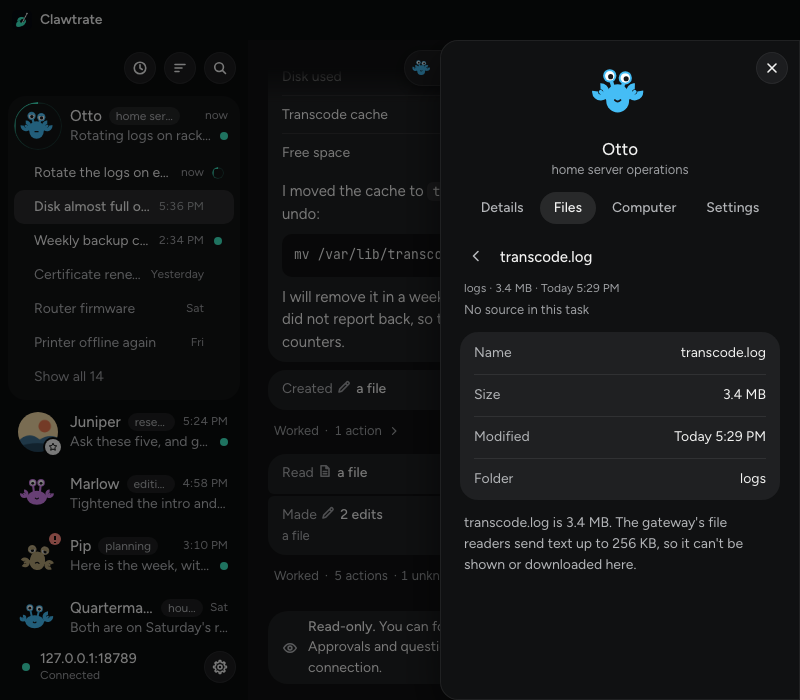 Clawtrate
Otto home ser... now
Rotating logs on rack...
Rotate the logs on e... now
Disk almost full o... 5:36 PM
Weekly backup c... 2:34 PM
Certificate rene... Yesterday
Router firmware Sat
Printer offline again Fri
Show all 14
Juniper rese... 5:24 PM
Ask these five, and g...
Marlow editi... 4:58 PM
Tightened the intro and...
Pip planning 3:10 PM
Here is the week, wit...
Quarterma... hou... Sat
Both are on Saturday's r...
127.0.0.1:18789
Connected
Disk used
Transcode cache
Free space
I moved the cache to
undo:
mv /var/lib/transc
I will remove it in a week
did not report back, so
counters.
Created a file
Worked · 1 action
Read a file
Made 2 edits
a file
Worked · 5 actions · 1 unkn
Read-only. You can
Approvals and questi
connection.
Otto
home server operations
Details Files Computer Settings
transcode.log
logs · 3.4 MB · Today 5:29 PM
No source in this task
Name transcode.log
Size 3.4 MB
Modified Today 5:29 PM
Folder logs
transcode.log is 3.4 MB. The gateway's file
readers send text up to 256 KB, so it can't be
shown or downloaded here.